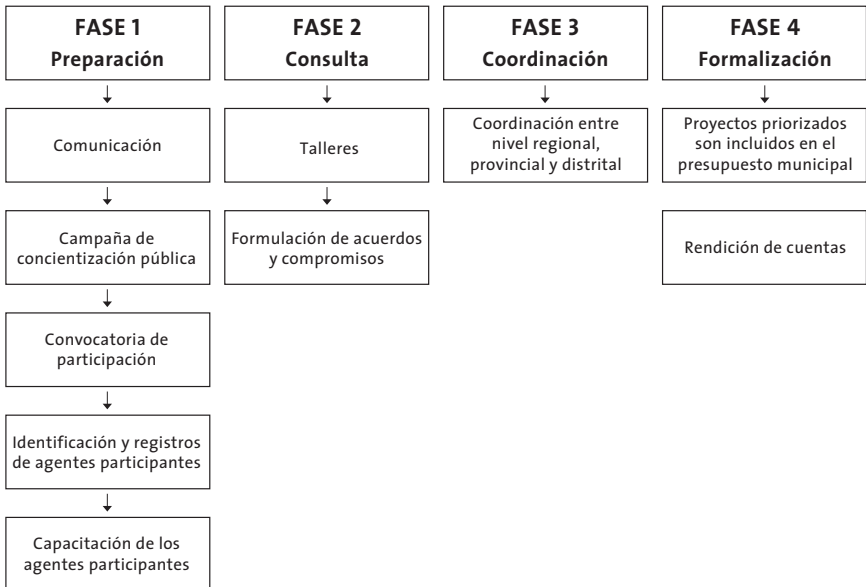 FASE 1
Preparación
Comunicación
Campaña de
concientización pública
Convocatoria de
participación
Identificación y registros
de agentes participantes
Capacitación de los
agentes participantes
FASE 2
Consulta
Talleres
Formulación de acuerdos
y compromisos
FASE 3
Coordinación
Coordinación entre
nivel regional,
provincial y distrital
FASE 4
Formalización
Proyectos priorizados
son incluidos en el
presupuesto municipal
Rendición de cuentas